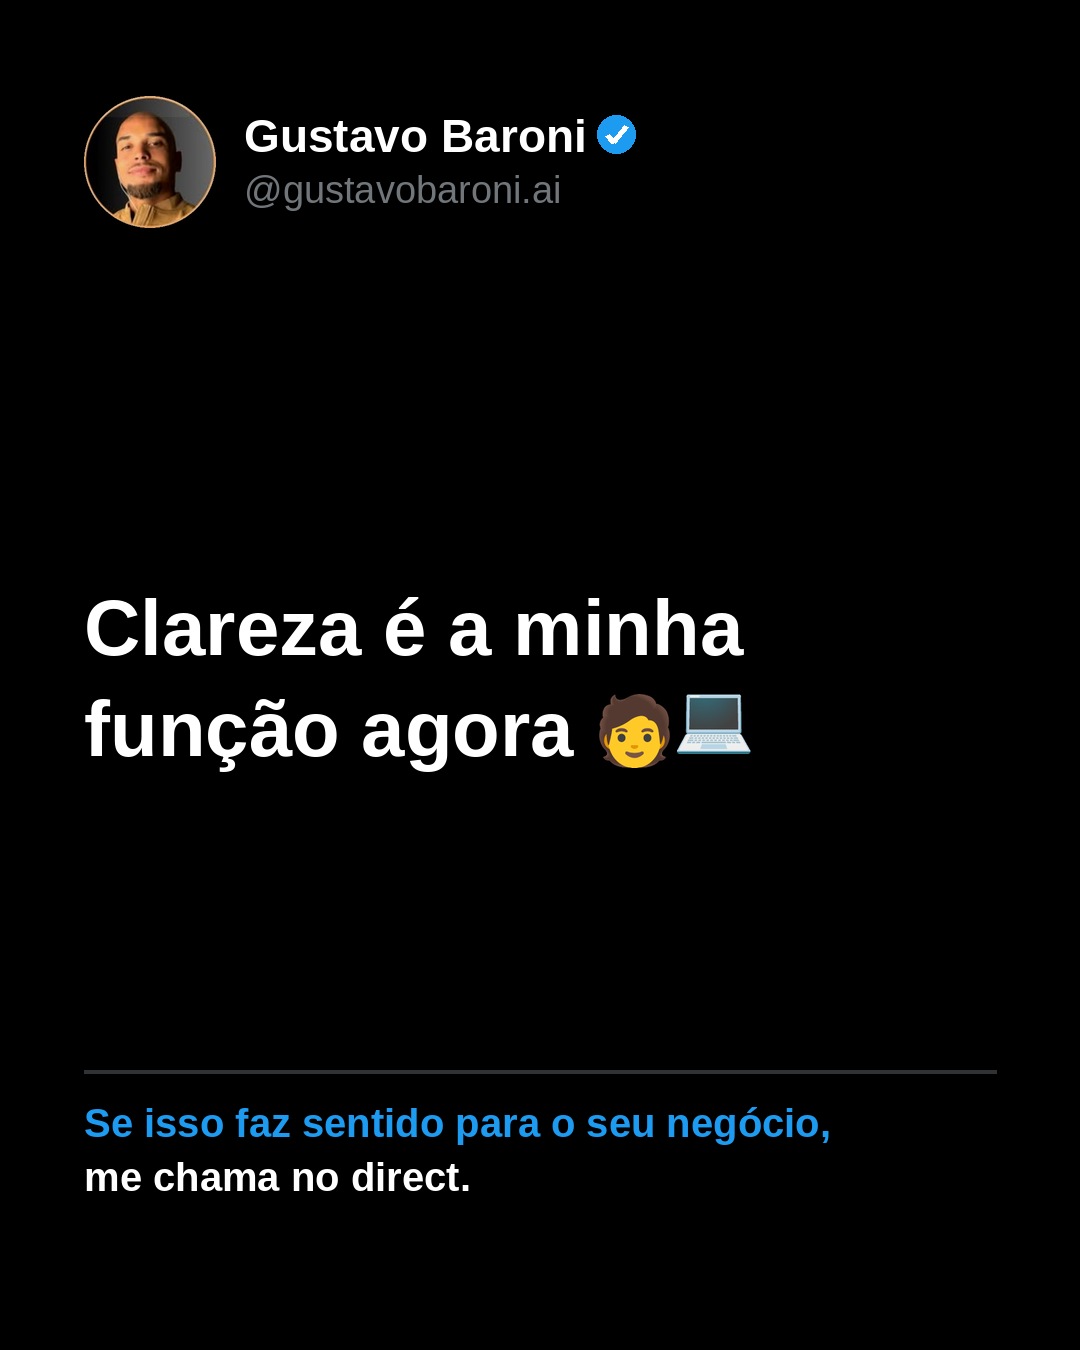 Gustavo Baroni
@gustavobaroni.ai
Clareza é a minha
função agora 🧑💻
Se isso faz sentido para o seu negócio,
me chama no direct.